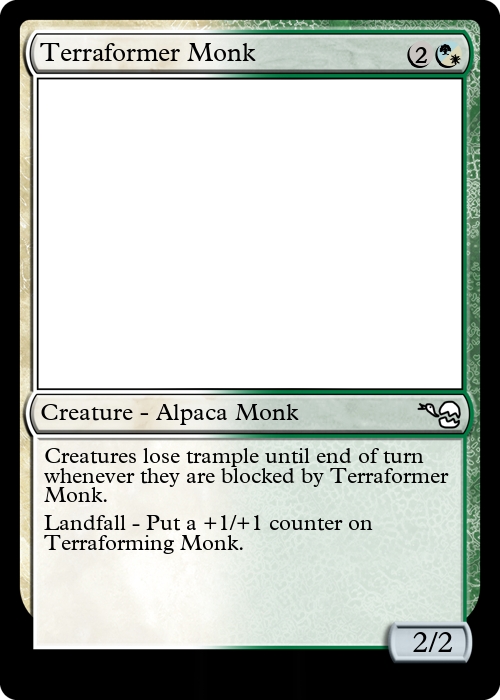 Terraformer Monk 2
Creature - Alpaca Monk
Creatures lose trample until end of turn
whenever they are blocked by Terraformer
Monk.
Landfall - Put a +1/+1 counter on
Terraforming Monk.
2/2